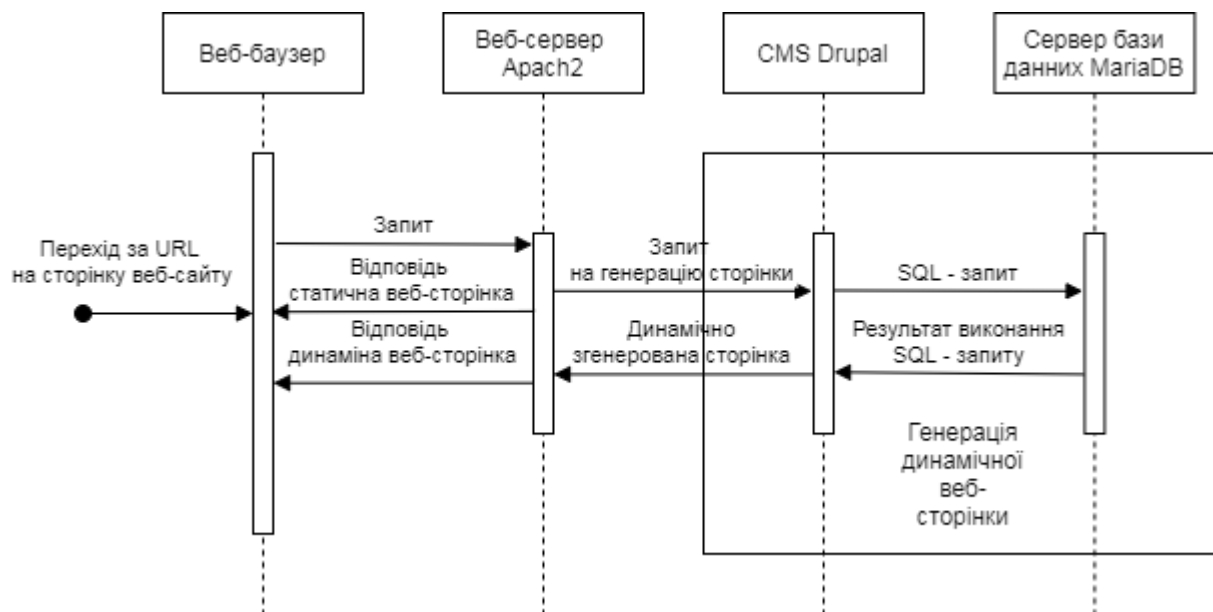 Веб-баузер
Веб-сервер
Apach2
CMS Drupal
Сервер бази
данних MariaDB
Перехід за URL
на сторінку веб-сайту
Запит
Відповідь
статична веб-сторінка
Відповідь
динаміна веб-сторінка
Запит
на генерацію сторінки
Динамічно
згенерована сторінка
SQL - запит
Результат виконання
SQL - запиту
Генерація
динамічної
веб-
сторінки